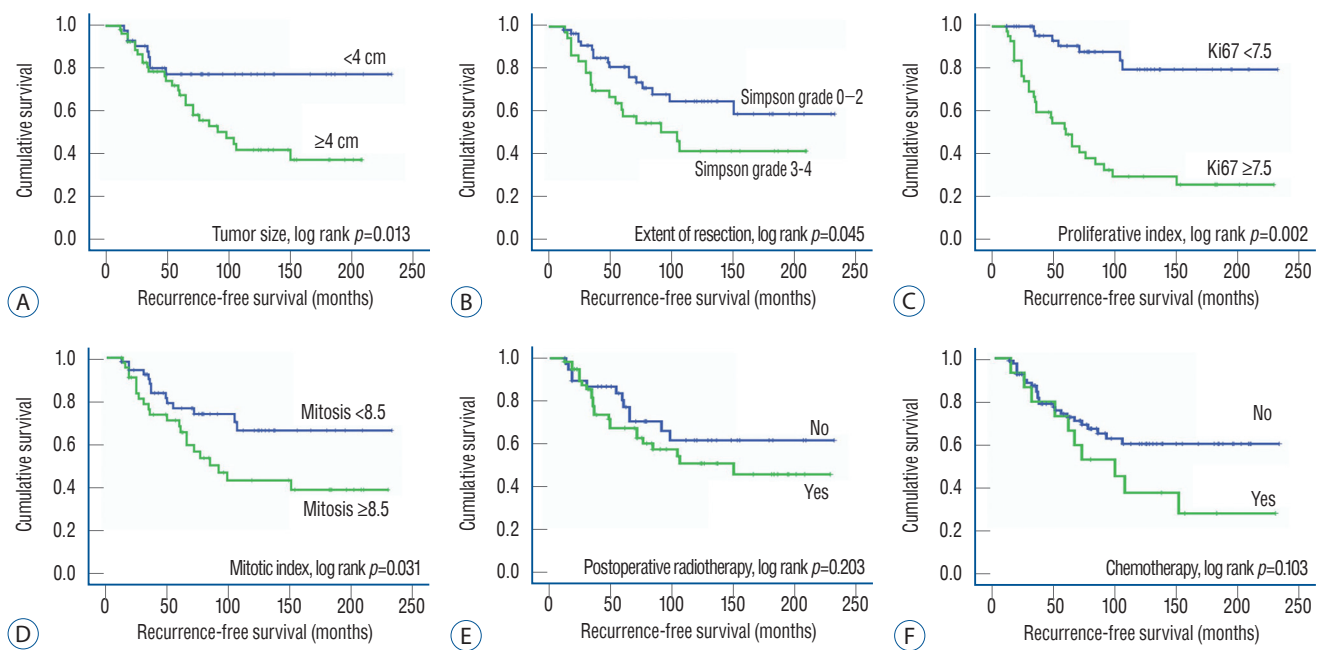 Cumulative survival
1.0
0.8
0.6
0.4
0.2
0.0
<4 cm
≥4 cm
Tumor size, log rank p=0.013
0 50 100 150 200 250
Recurrence-free survival (months)
A
Cumulative survival
1.0
0.8
0.6
0.4
0.2
0.0
Simpson grade 0–2
Simpson grade 3-4
Extent of resection, log rank p=0.045
0 50 100 150 200 250
Recurrence-free survival (months)
B
Cumulative survival
1.0
0.8
0.6
0.4
0.2
0.0
Ki67 <7.5
Ki67 ≥7.5
Proliferative index, log rank p=0.002
0 50 100 150 200 250
Recurrence-free survival (months)
C
Cumulative survival
1.0
0.8
0.6
0.4
0.2
0.0
Mitosis <8.5
Mitosis ≥8.5
Mitotic index, log rank p=0.031
0 50 100 150 200 250
Recurrence-free survival (months)
D
Cumulative survival
1.0
0.8
0.6
0.4
0.2
0.0
No
Yes
Postoperative radiotherapy, log rank p=0.203
0 50 100 150 200 250
Recurrence-free survival (months)
E
Cumulative survival
1.0
0.8
0.6
0.4
0.2
0.0
No
Yes
Chemotherapy, log rank p=0.103
0 50 100 150 200 250
Recurrence-free survival (months)
F